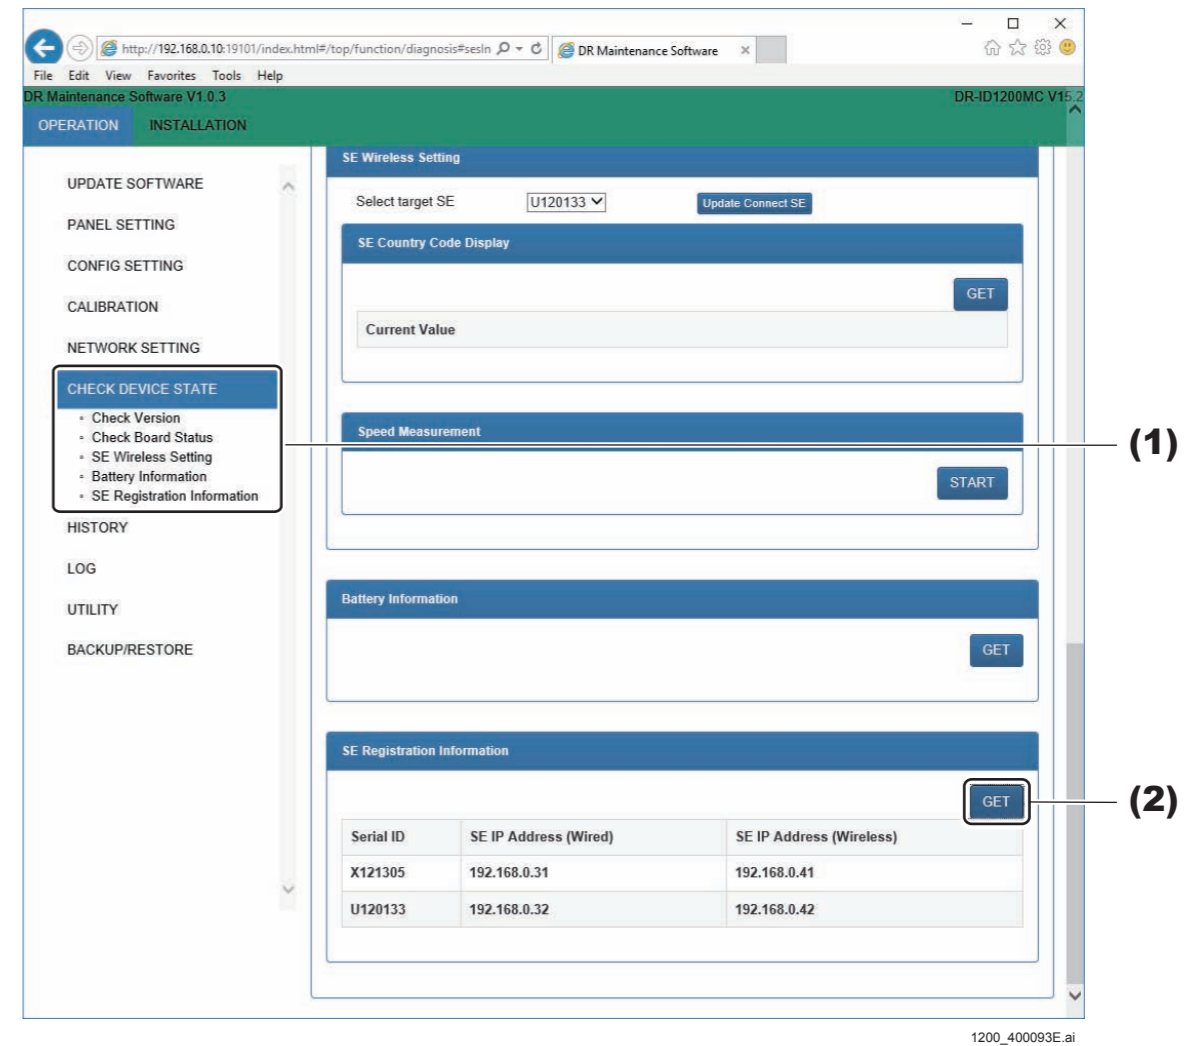 http://192.168.0.10:19101/index.html#/top/function/diagnosis#sesIn
DR Maintenance Software
File Edit View Favorites Tools Help
DR Maintenance Software V1.0.3
DR-ID1200MC V15.2
OPERATION INSTALLATION
UPDATE SOFTWARE
PANEL SETTING
CONFIG SETTING
CALIBRATION
NETWORK SETTING
CHECK DEVICE STATE
Check Version
Check Board Status
SE Wireless Setting
Battery Information
SE Registration Information
HISTORY
LOG
UTILITY
BACKUP/RESTORE
SE Wireless Setting
Select target SE U120133 Update Connect SE
SE Country Code Display
GET
Current Value
Speed Measurement
(1)
START
Battery Information
GET
SE Registration Information
GET
(2)
Serial ID SE IP Address (Wired) SE IP Address (Wireless)
X121305 192.168.0.31 192.168.0.41
U120133 192.168.0.32 192.168.0.42
1200_400093E.ai